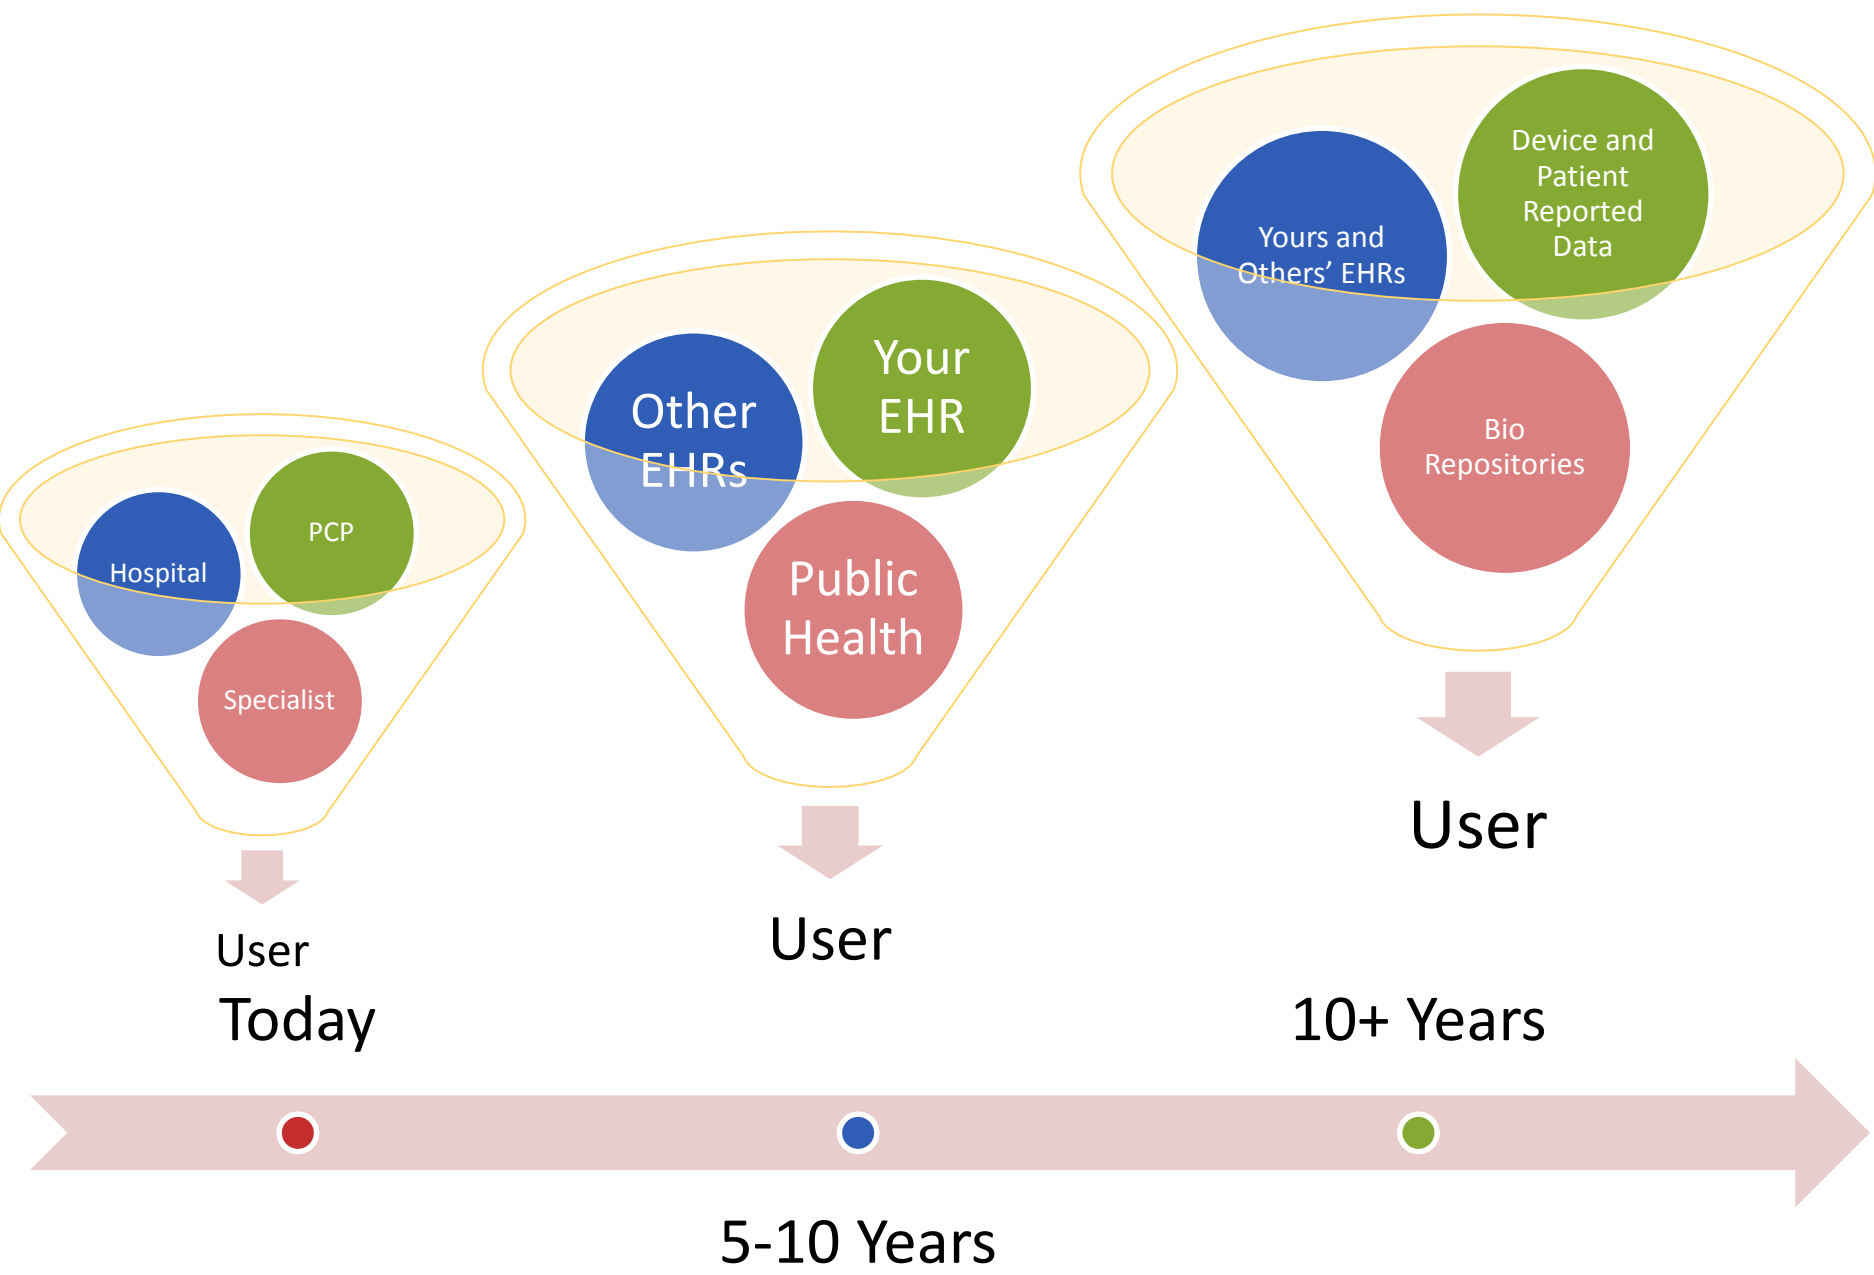 Hospital
PCP
Specialist
User
Other
EHRs
Your
EHR
Public
Health
User
Yours and
Others’ EHRs
Device and
Patient
Reported
Data
Bio
Repositories
User
Today
5-10 Years
10+ Years